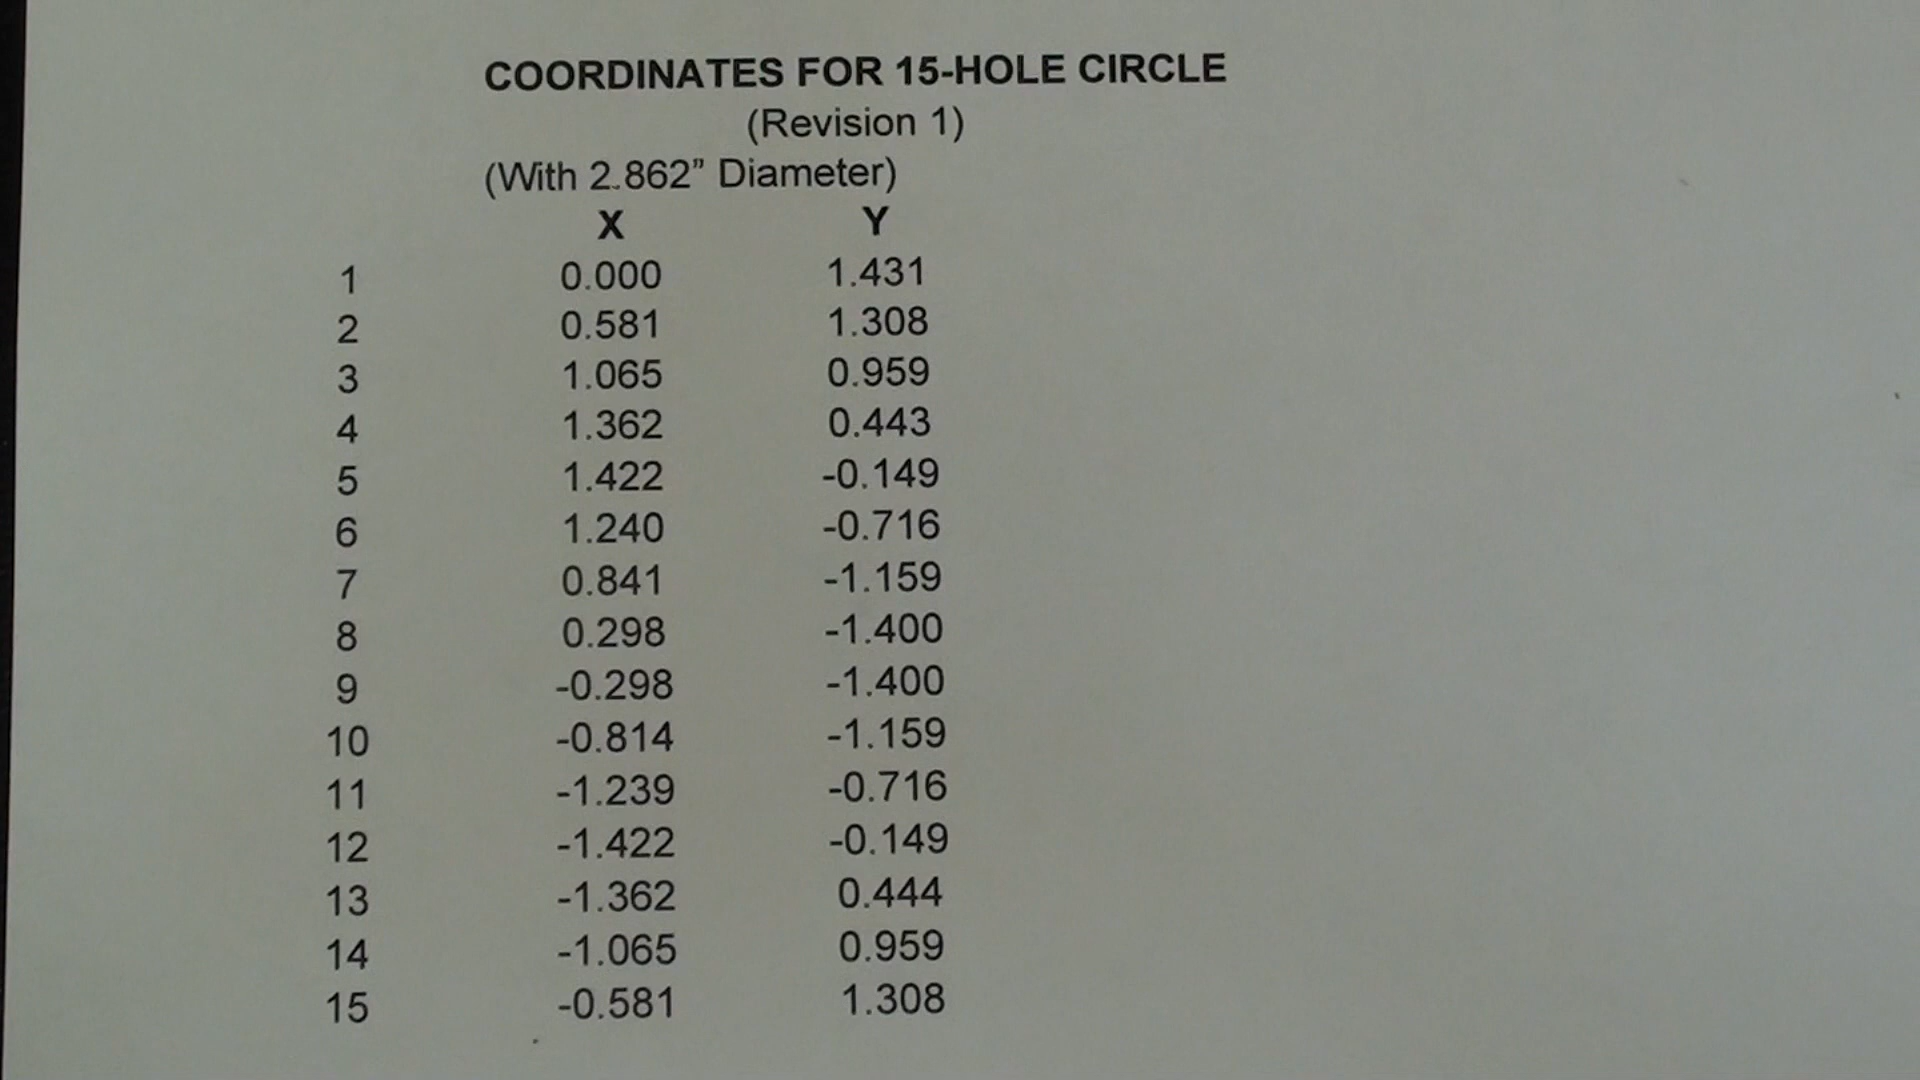 COORDINATES FOR 15-HOLE CIRCLE
(Revision 1)
(With 2.862” Diameter)
X Y
1 0.000 1.431
2 0.581 1.308
3 1.065 0.959
4 1.362 0.443
5 1.422 -0.149
6 1.240 -0.716
7 0.841 -1.159
8 0.298 -1.400
9 -0.298 -1.400
10 -0.814 -1.159
11 -1.239 -0.716
12 -1.422 -0.149
13 -1.362 0.444
14 -1.065 0.959
15 -0.581 1.308